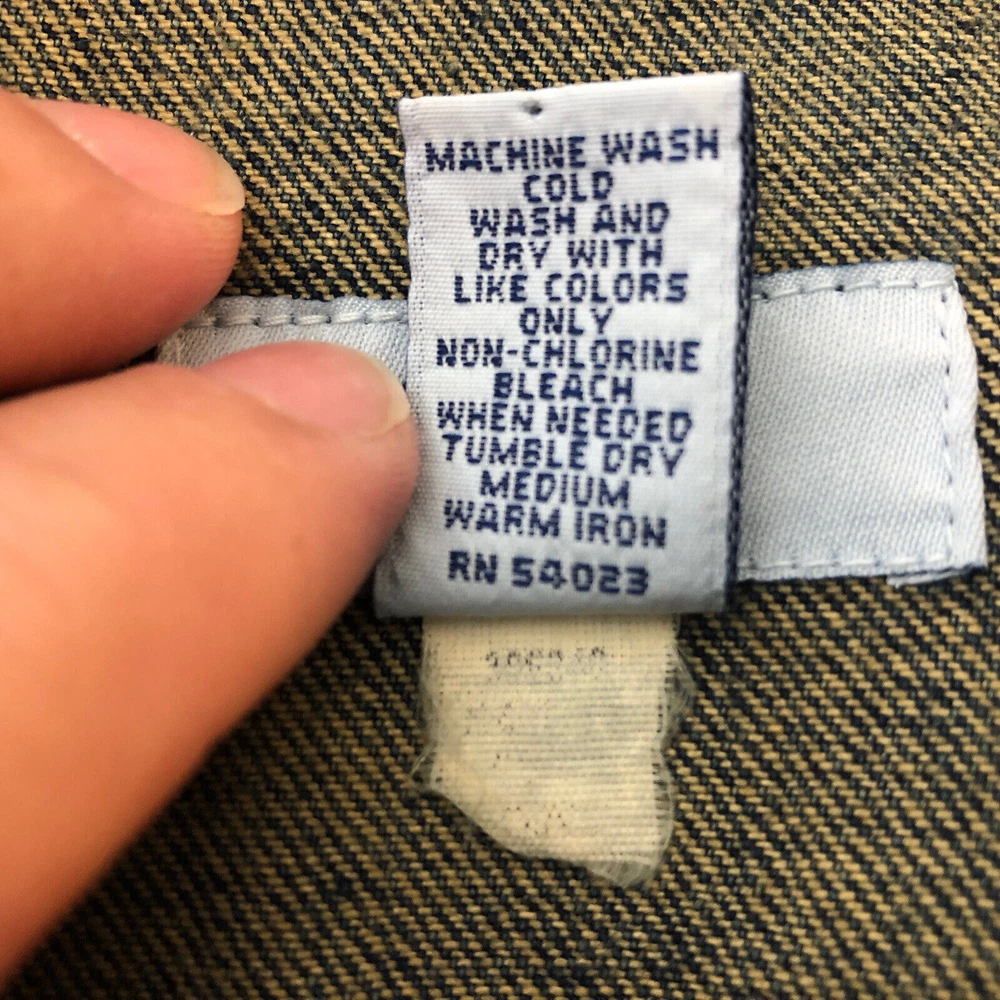 MACHINE WASH
COLD
WASH AND
DRY WITH
LIKE COLORS
ONLY
NON-CHLORINE
BLEACH
WHEN NEEDED
TUMBLE DRY
MEDIUM
WARM IRON
RN 54023